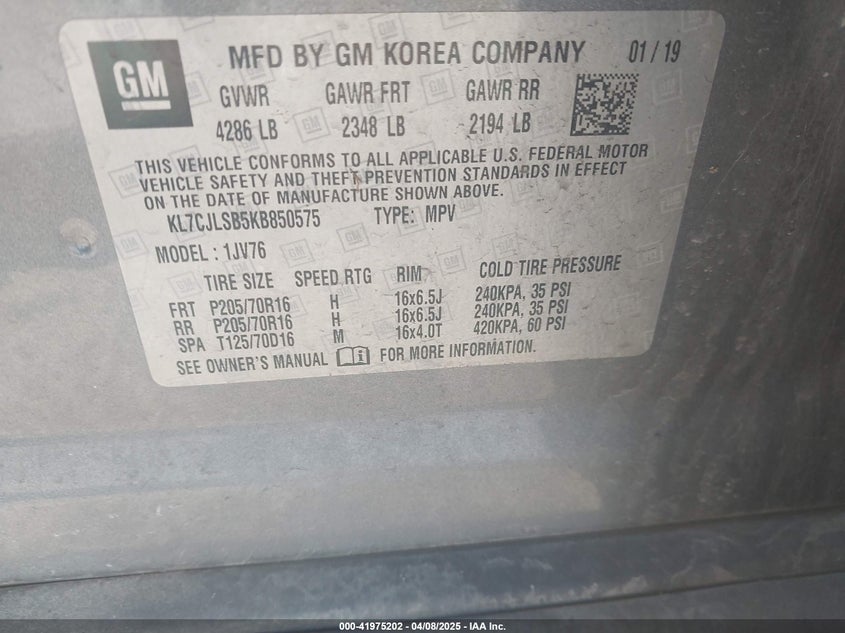 GM MFD BY GM KOREA COMPANY 01 / 19
GVWR GAWR FRT GAWR RR
4286 LB 2348 LB 2194 LB
THIS VEHICLE CONFORMS TO ALL APPLICABLE U.S. FEDERAL MOTOR
VEHICLE SAFETY AND THEFT PREVENTION STANDARDS IN EFFECT
ON THE DATE OF MANUFACTURE SHOWN ABOVE.
KL7CJLSB5KB850575 TYPE: MPV
MODEL : 1JV76
TIRE SIZE SPEED RTG RIM COLD TIRE PRESSURE
FRT P205/70R16 H 16x6.5J 240KPA, 35 PSI
RR P205/70R16 H 16x6.5J 240KPA, 35 PSI
SPA T125/70D16 M 16x4.0T 420KPA, 60 PSI
SEE OWNER'S MANUAL FOR MORE INFORMATION.
000-41975202 - 04/08/2025 - IAA Inc.